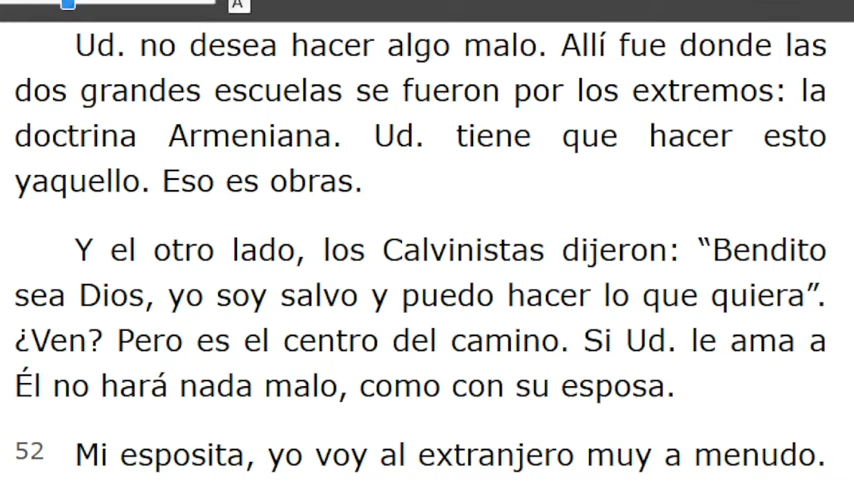 A
Ud. no desea hacer algo malo. Allí fue donde las
dos grandes escuelas se fueron por los extremos: la
doctrina Armeniana. Ud. tiene que hacer esto
yaquello. Eso es obras.
Y el otro lado, los Calvinistas dijeron: “Bendito
sea Dios, yo soy salvo y puedo hacer lo que quiera”.
¿Ven? Pero es el centro del camino. Si Ud. le ama a
Él no hará nada malo, como con su esposa.
52 Mi esposita, yo voy al extranjero muy a menudo.